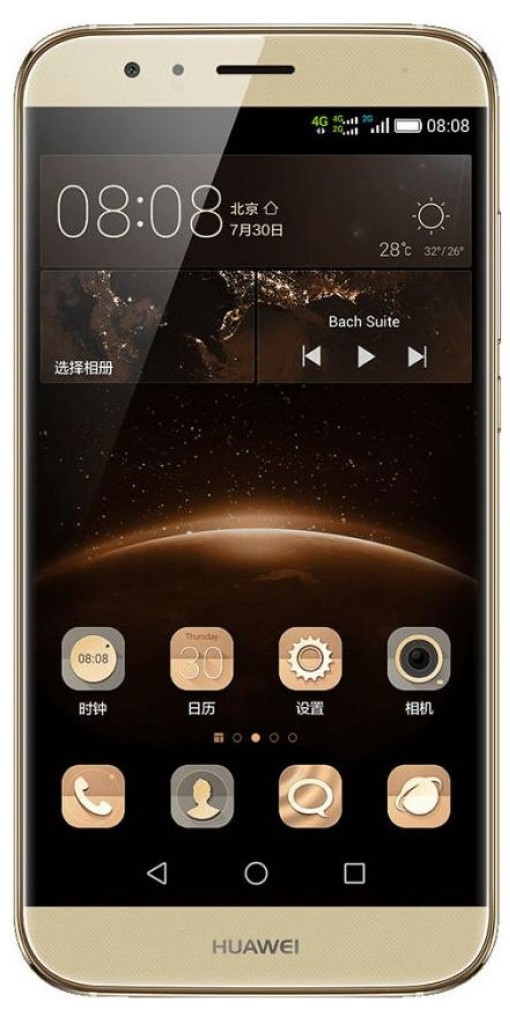 4G 4G 2G 2G 08:08
08:08 北京
7月30日
28°c 32°/26°
Bach Suite
选择相册
08:08 Thursday
30
时钟 日历 设置 相机
HUAWEI